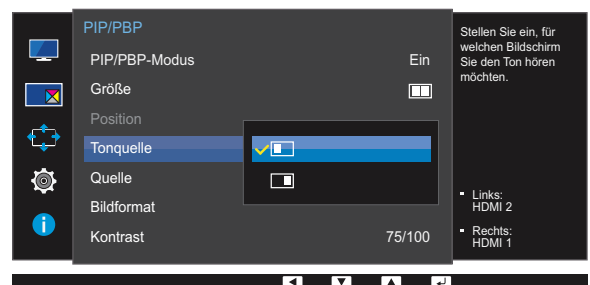 PIP/PBP
PIP/PBP-Modus Ein
Größe
Position
Tonquelle
Quelle
Bildformat
Kontrast 75/100
Stellen Sie ein, für
welchen Bildschirm
Sie den Ton hören
möchten.
Links:
HDMI 2
Rechts:
HDMI 1